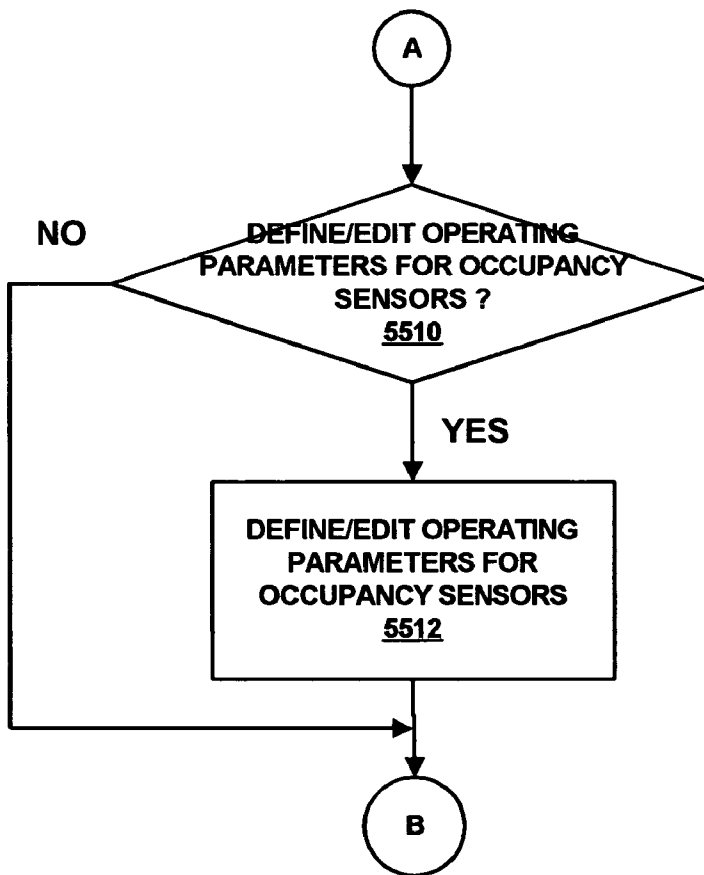 A
NO
DEFINE/EDIT OPERATING
PARAMETERS FOR OCCUPANCY
SENSORS ?
5510
YES
DEFINE/EDIT OPERATING
PARAMETERS FOR
OCCUPANCY SENSORS
5512
B